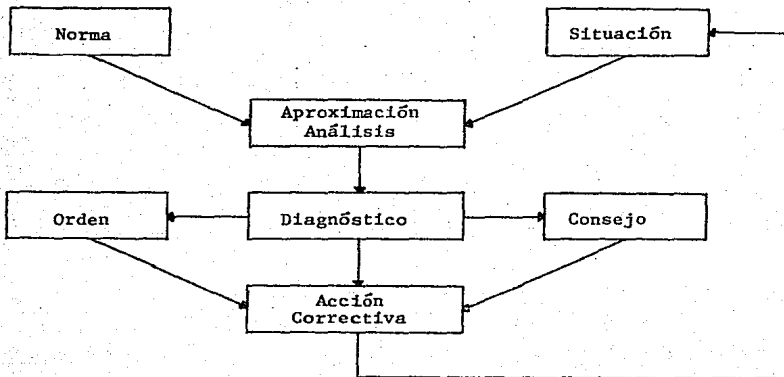 Norma
Situación
Aproximación
Análisis
Orden
Diagnóstico
Consejo
Acción
Correctiva